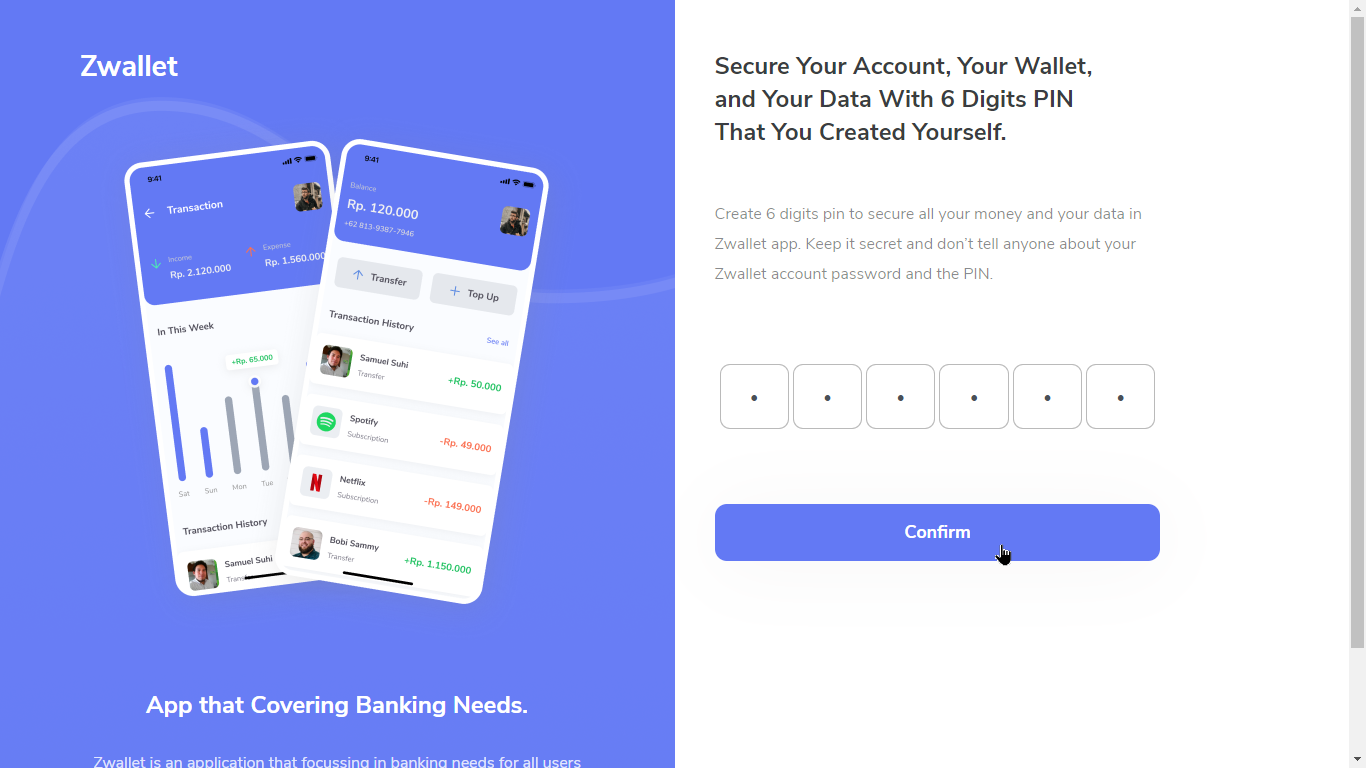 Zwallet
9:41
Transaction
Income
Rp. 2.120.000
Expense
Rp. 1.560.000
In This Week
+Rp. 65.000
Sat
Sun
Mon
Tue
Transaction History
Samuel Suhi
9:41
Balance
Rp. 120.000
+62 813-9387-7946
Transfer
Top Up
Transaction History
See all
Samuel Suhi
Transfer
+Rp. 50.000
Spotify
Subscription
-Rp. 49.000
Netflix
Subscription
-Rp. 149.000
Bobi Sammy
Transfer
+Rp. 1.150.000
App that Covering Banking Needs.
Zwallet is an application that focussing in banking needs for all users
Secure Your Account, Your Wallet,
and Your Data With 6 Digits PIN
That You Created Yourself.
Create 6 digits pin to secure all your money and your data in
Zwallet app. Keep it secret and don’t tell anyone about your
Zwallet account password and the PIN.
Confirm